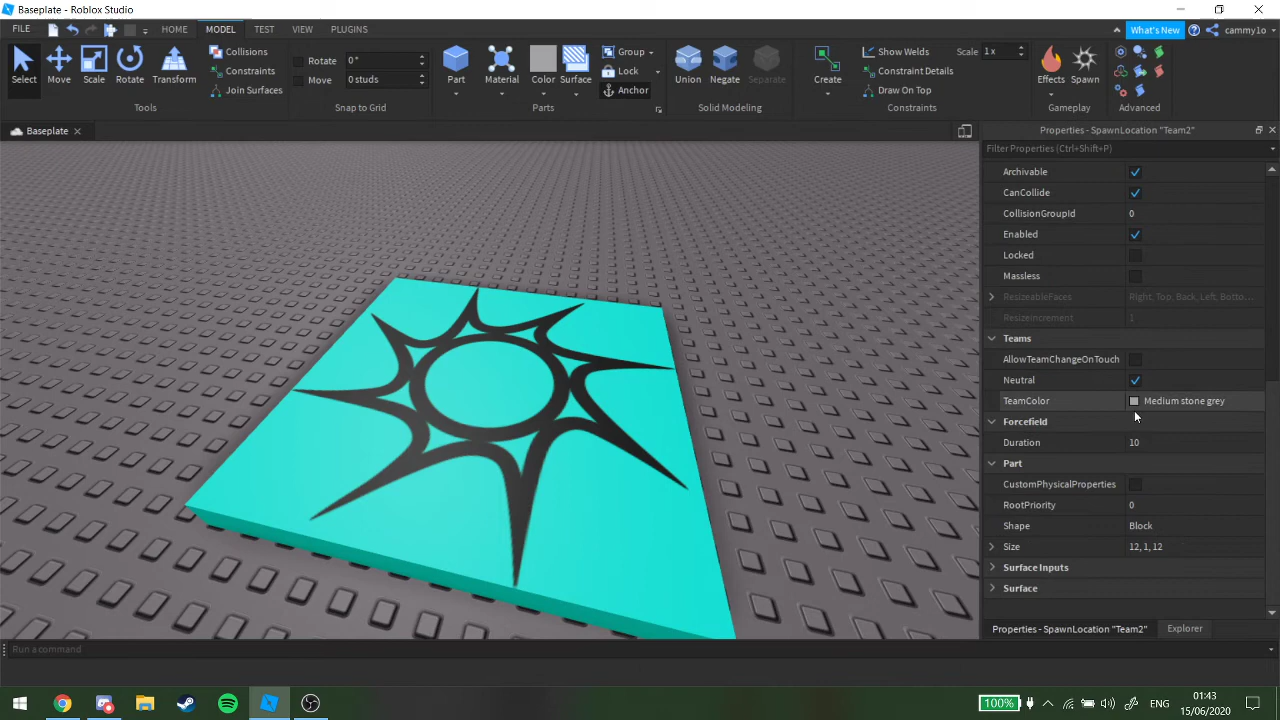 Baseplate - Roblox Studio
FILE HOME MODEL TEST VIEW PLUGINS What's New cammy1o
Select Move Scale Rotate Transform
Collisions
Constraints
Join Surfaces
Tools
Rotate 0 °
Move 0 studs
Snap to Grid
Part Material Color Surface
Group
Lock
Anchor
Parts
Union Negate Separate
Solid Modeling
Create
Show Welds Scale 1 x
Constraint Details
Draw On Top
Constraints
Effects Spawn
Gameplay
Advanced
Baseplate
Properties - SpawnLocation "Team2"
Filter Properties (Ctrl+Shift+P)
Archivable
CanCollide
CollisionGroupId 0
Enabled
Locked
Massless
ResizeableFaces Right, Top, Back, Left, Botto...
ResizeIncrement 1
Teams
AllowTeamChangeOnTouch
Neutral
TeamColor Medium stone grey
Forcefield
Duration 10
Part
CustomPhysicalProperties
RootPriority 0
Shape Block
Size 12, 1, 12
Surface Inputs
Surface
Properties - SpawnLocation "Team2" Explorer
Run a command
100% ENG 01:43
15/06/2020